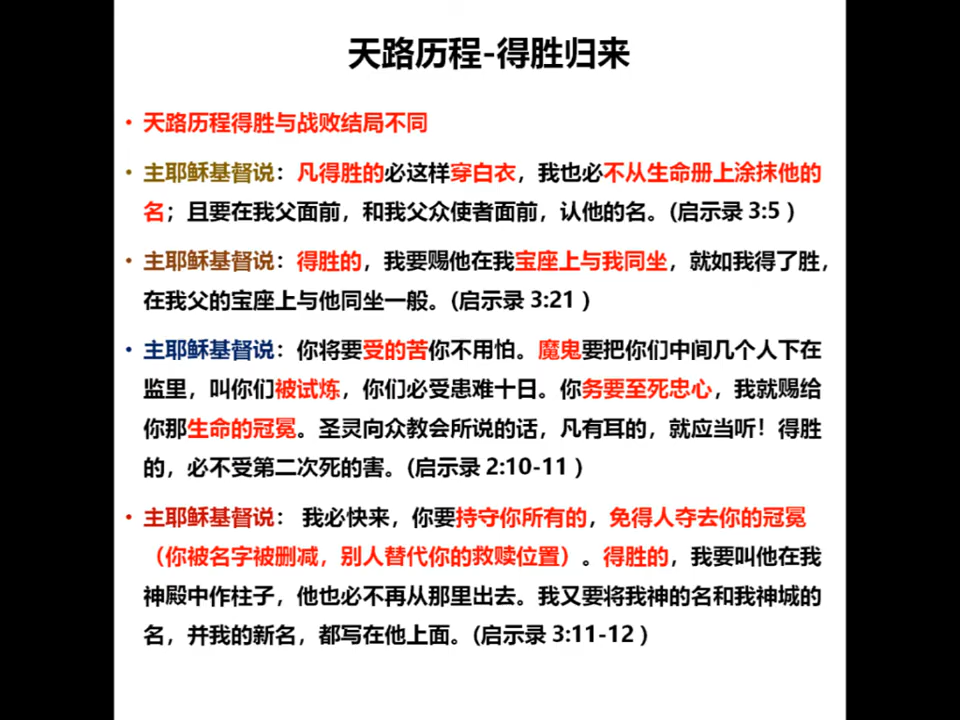 天路历程-得胜归来
• 天路历程得胜与战败结局不同
• 主耶稣基督说：凡得胜的必这样穿白衣，我也必不从生命册上涂抹他的
名；且要在我父面前，和我父众使者面前，认他的名。(启示录 3:5 ）
• 主耶稣基督说：得胜的，我要赐他在我宝座上与我同坐，就如我得了胜，
在我父的宝座上与他同坐一般。(启示录 3:21 ）
• 主耶稣基督说：你将要受的苦你不用怕。魔鬼要把你们中间几个人下在
监里，叫你们被试炼，你们必受患难十日。你务要至死忠心，我就赐给
你那生命的冠冕。圣灵向众教会所说的话，凡有耳的，就应当听！得胜
的，必不受第二次死的害。(启示录 2:10-11 ）
• 主耶稣基督说： 我必快来，你要持守你所有的，免得人夺去你的冠冕
（你被名字被删减，别人替代你的救赎位置）。得胜的，我要叫他在我
神殿中作柱子，他也必不再从那里出去。我又要将我神的名和我神城的
名，并我的新名，都写在他上面。(启示录 3:11-12 ）